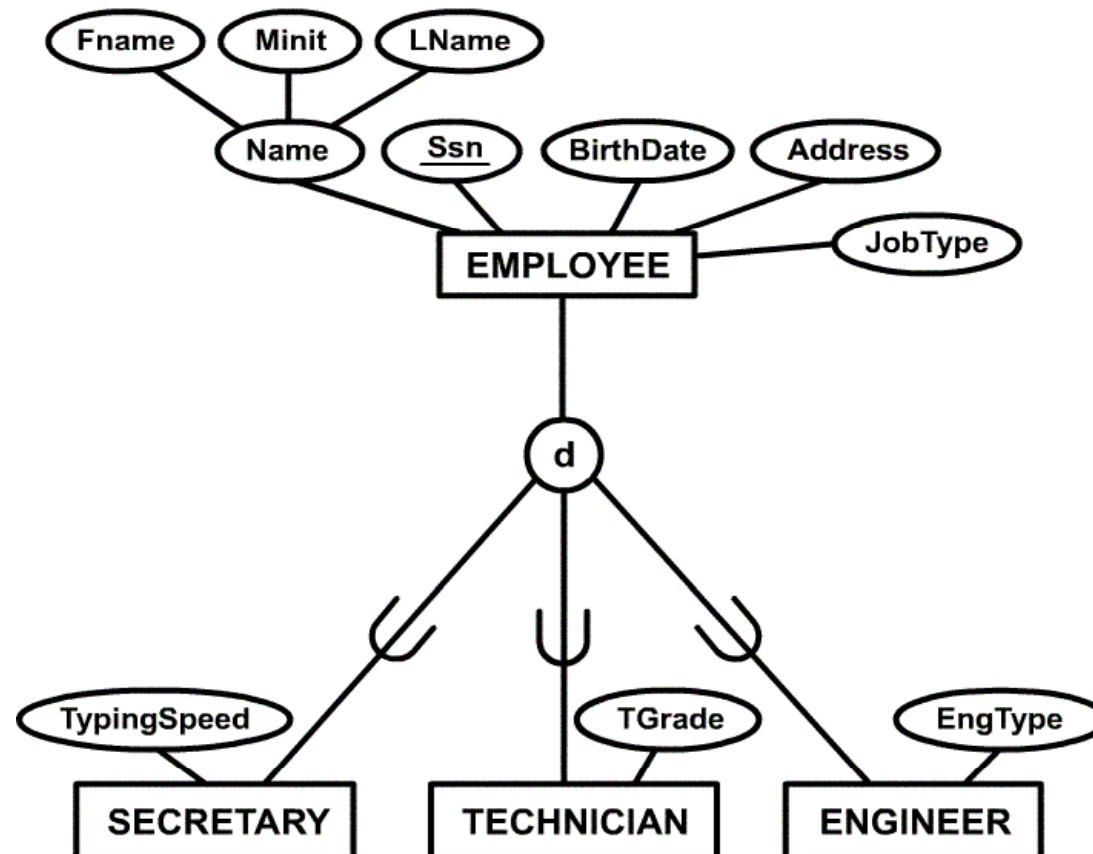 Fname Minit LName
Name Ssn BirthDate Address
JobType
EMPLOYEE
d
TypingSpeed TGrade EngType
SECRETARY TECHNICIAN ENGINEER